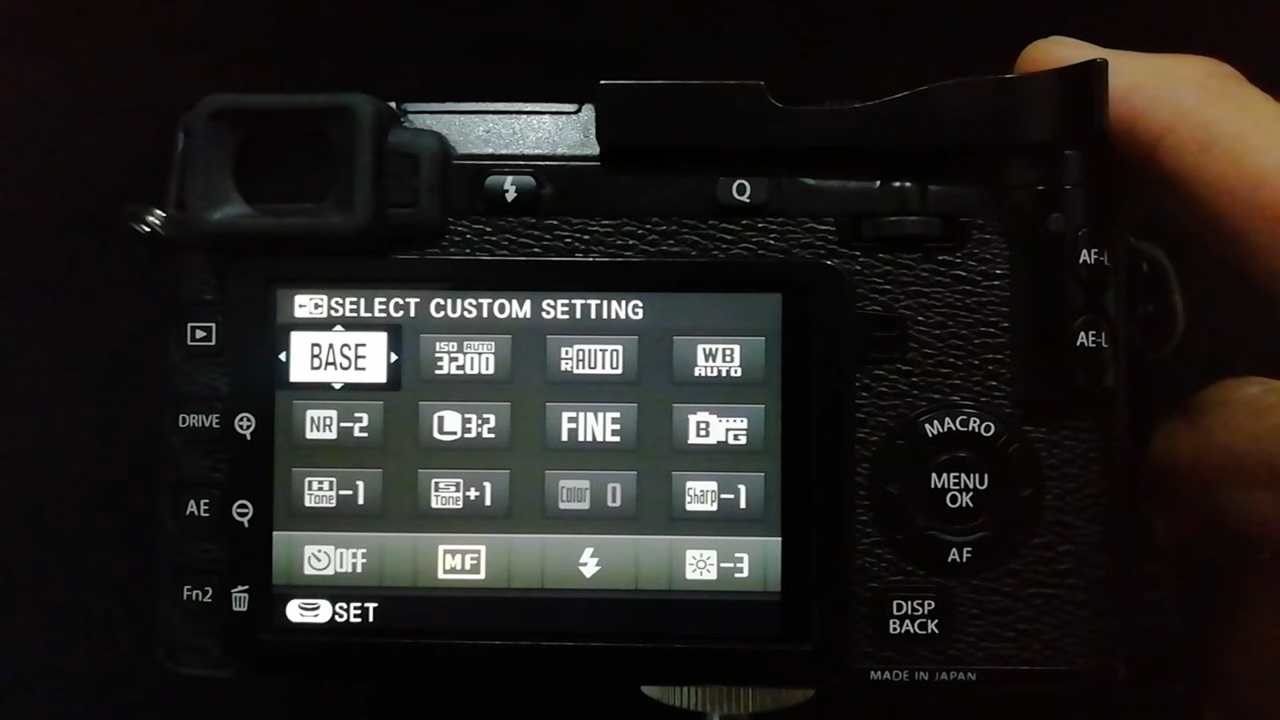 Q
AF-L
SELECT CUSTOM SETTING
C
AE-L
BASE
ISO AUTO
3200
DR AUTO
WB
AUTO
DRIVE
NR -2
L 3:2
FINE
B G
MACRO
H
Tone -1
S
Tone +1
Color 0
Sharp -1
MENU
OK
AE
OFF
MF
-3
AF
Fn2
SET
DISP
BACK
MADE IN JAPAN